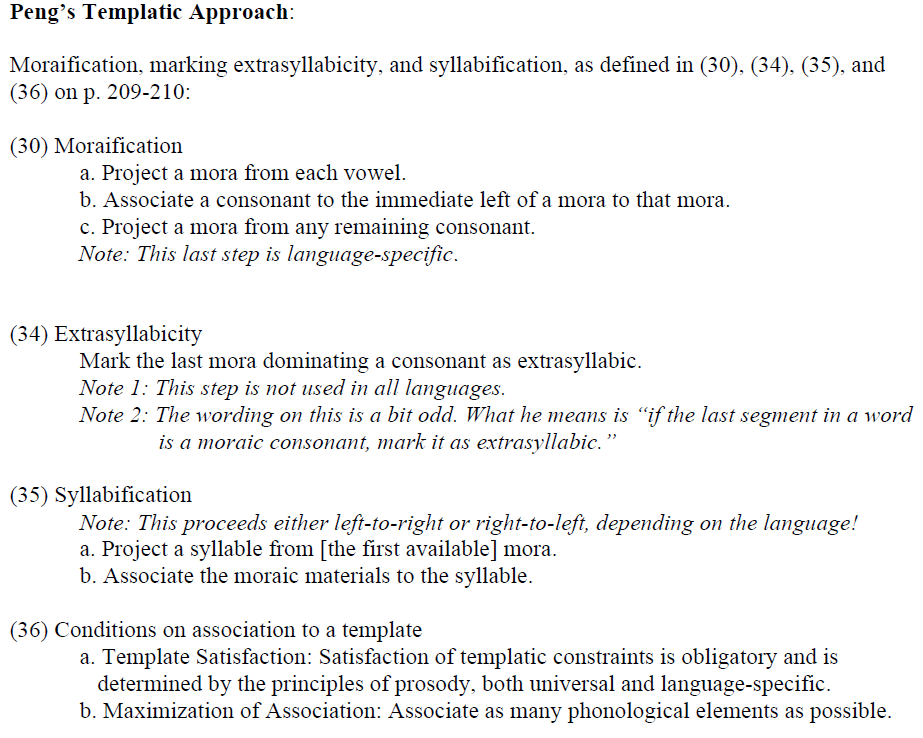 Peng’s Templatic Approach:
Moraification, marking extrasyllabicity, and syllabification, as defined in (30), (34), (35), and
(36) on p. 209-210:
(30) Moraification
a. Project a mora from each vowel.
b. Associate a consonant to the immediate left of a mora to that mora.
c. Project a mora from any remaining consonant.
Note: This last step is language-specific.
(34) Extrasyllabicity
Mark the last mora dominating a consonant as extrasyllabic.
Note 1: This step is not used in all languages.
Note 2: The wording on this is a bit odd. What he means is “if the last segment in a word
is a moraic consonant, mark it as extrasyllabic.”
(35) Syllabification
Note: This proceeds either left-to-right or right-to-left, depending on the language!
a. Project a syllable from [the first available] mora.
b. Associate the moraic materials to the syllable.
(36) Conditions on association to a template
a. Template Satisfaction: Satisfaction of templatic constraints is obligatory and is
determined by the principles of prosody, both universal and language-specific.
b. Maximization of Association: Associate as many phonological elements as possible.